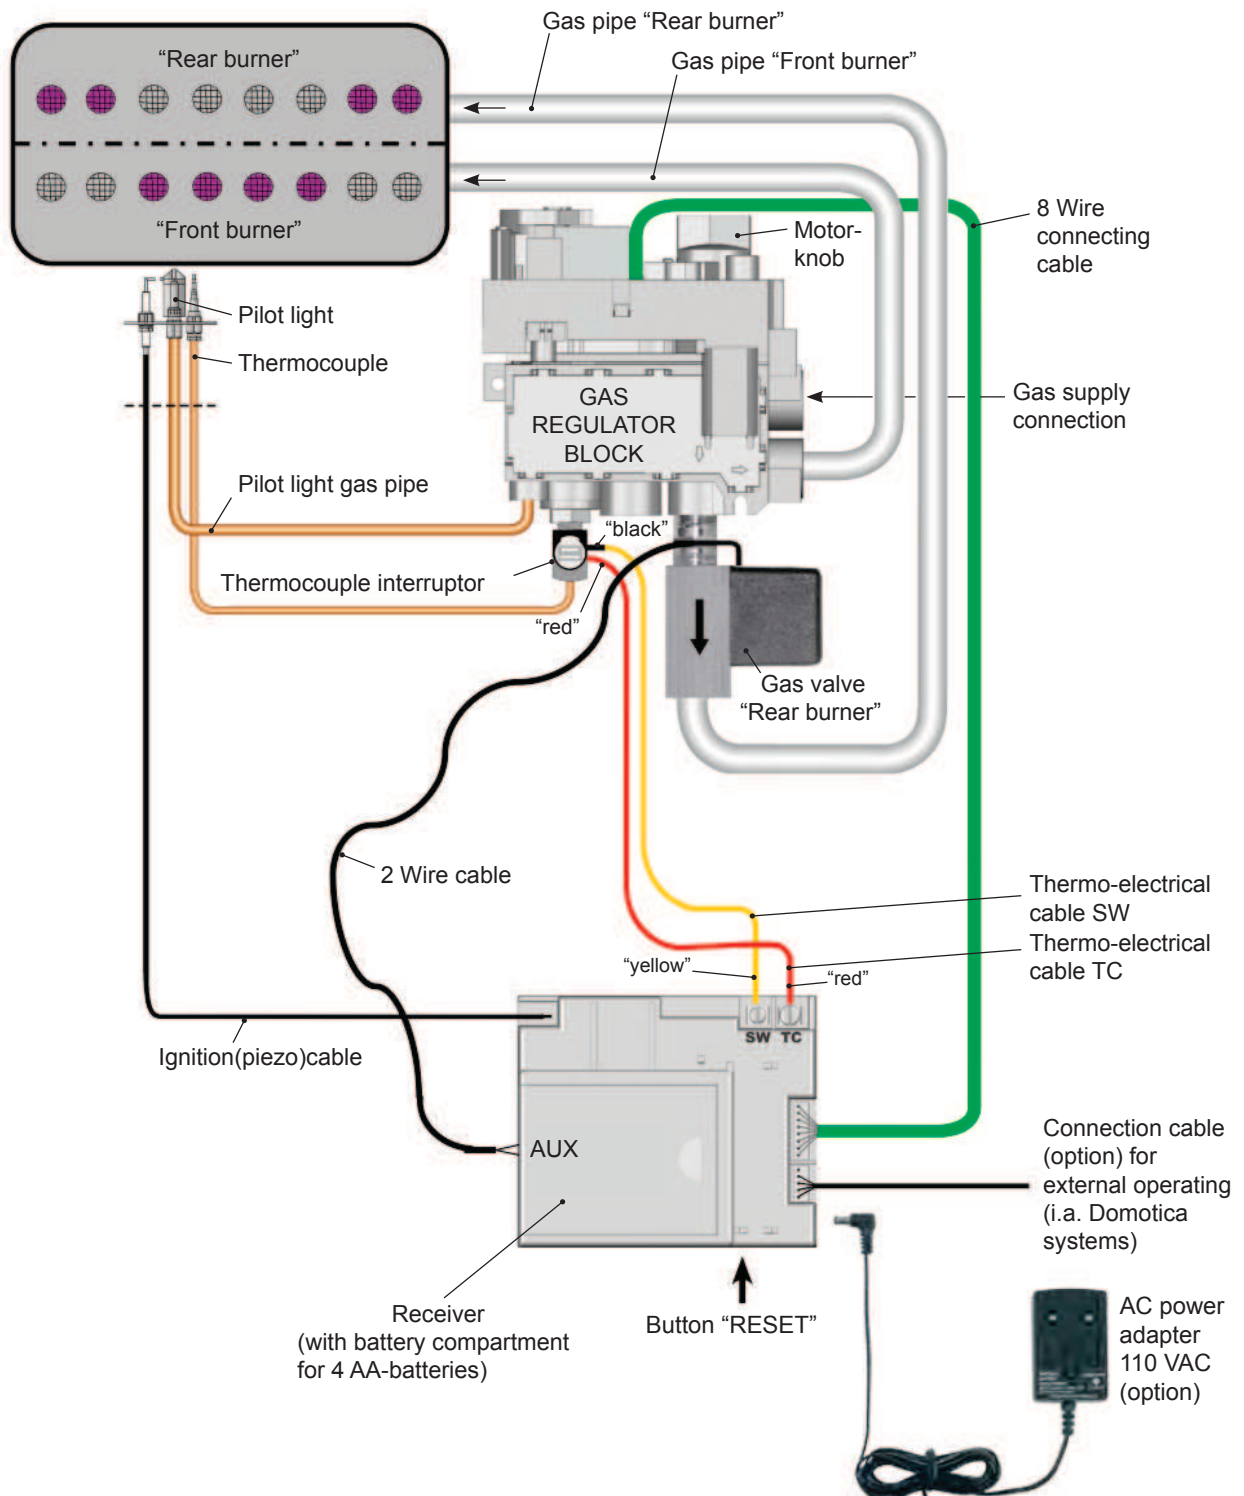 Gas pipe “Rear burner”
Gas pipe “Front burner”
“Rear burner”
“Front burner”
8 Wire
connecting
cable
Motor-
knob
Pilot light
Thermocouple
GAS
REGULATOR
BLOCK
Gas supply
connection
Pilot light gas pipe
“black”
Thermocouple interruptor
“red”
Gas valve
“Rear burner”
2 Wire cable
Thermo-electrical
cable SW
Thermo-electrical
cable TC
“yellow”
“red”
SW TC
Ignition(piezo)cable
AUX
Connection cable
(option) for
external operating
(i.a. Domotica
systems)
Receiver
(with battery compartment
for 4 AA-batteries)
Button “RESET”
AC power
adapter
110 VAC
(option)